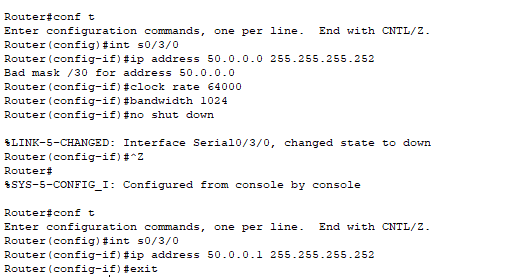 Router#conf t
Enter configuration commands, one per line.  End with CNTL/Z.
Router(config)#int s0/3/0
Router(config-if)#ip address 50.0.0.0 255.255.255.252
Bad mask /30 for address 50.0.0.0
Router(config-if)#clock rate 64000
Router(config-if)#bandwidth 1024
Router(config-if)#no shut down
%LINK-5-CHANGED: Interface Serial0/3/0, changed state to down
Router(config-if)#^Z
Router#
%SYS-5-CONFIG_I: Configured from console by console
Router#conf t
Enter configuration commands, one per line.  End with CNTL/Z.
Router(config)#int s0/3/0
Router(config-if)#ip address 50.0.0.1 255.255.255.252
Router(config-if)#exit